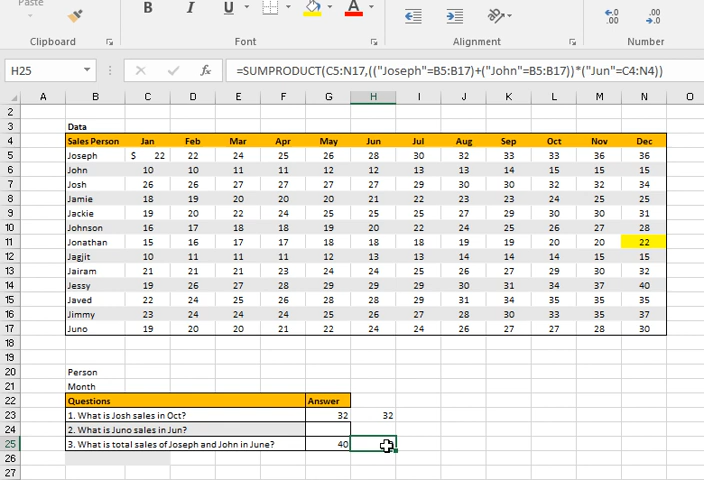 Paste
B I U A
.00 .0
→.0 .00
Clipboard Font Alignment Number
H25 fx =SUMPRODUCT(C5:N17,(("Joseph"=B5:B17)+("John"=B5:B17))*("Jun"=C4:N4))
A B C D E F G H I J K L M N O
2
3 Data
4 Sales Person Jan Feb Mar Apr May Jun Jul Aug Sep Oct Nov Dec
5 Joseph $ 22 22 24 25 26 28 30 32 33 33 36 36
6 John 10 10 11 11 12 12 13 13 14 15 15 15
7 Josh 26 26 27 27 27 27 29 30 30 32 32 34
8 Jamie 18 19 20 20 20 21 22 23 23 24 25 25
9 Jackie 19 20 22 24 25 25 25 27 29 30 30 31
10 Johnson 16 17 18 18 19 20 22 24 25 26 27 28
11 Jonathan 15 16 17 17 18 18 18 19 19 20 20 22
12 Jagjit 10 11 11 11 12 13 13 14 14 14 15 15
13 Jairam 21 21 21 23 24 24 25 26 27 29 30 32
14 Jessy 19 26 27 28 29 29 29 30 31 34 37 40
15 Javed 22 24 25 26 28 28 29 31 34 35 35 35
16 Jimmy 23 24 24 24 25 26 27 28 30 33 35 37
17 Juno 19 20 20 21 22 24 24 26 27 27 28 30
18
19
20 Person
21 Month
22 Questions Answer
23 1. What is Josh sales in Oct? 32 32
24 2. What is Juno sales in Jun?
25 3. What is total sales of Joseph and John in June? 40
26
27